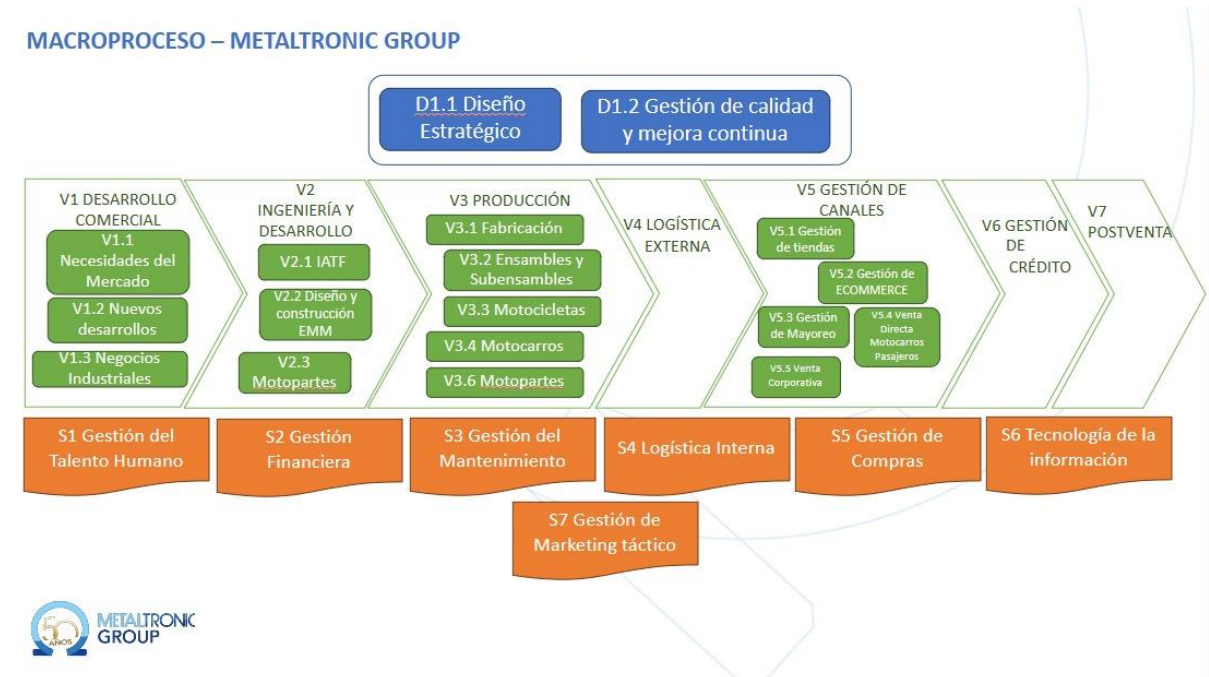 MACROPROCESO – METALTRONIC GROUP
D1.1 Diseño
Estratégico
D1.2 Gestión de calidad
y mejora continua
V1 DESARROLLO
COMERCIAL
V1.1
Necesidades del
Mercado
V1.2 Nuevos
desarrollos
V1.3 Negocios
Industriales
V2
INGENIERÍA Y
DESARROLLO
V2.1 IATF
V2.2 Diseño y
construcción
EMM
V2.3
Motopartes
V3 PRODUCCIÓN
V3.1 Fabricación
V3.2 Ensambles y
Subensambles
V3.3 Motocicletas
V3.4 Motocarros
V3.6 Motopartes
V4 LOGÍSTICA
EXTERNA
V5 GESTIÓN DE
CANALES
V5.1 Gestión
de tiendas
V5.2 Gestión de
ECOMMERCE
V5.3 Gestión
de Mayoreo
V5.4 Venta
Directa
Motocarros
Pasajeros
V5.5 Venta
Corporativa
V6 GESTIÓN
DE
CRÉDITO
V7
POSTVENTA
S1 Gestión del
Talento Humano
S2 Gestión
Financiera
S3 Gestión del
Mantenimiento
S4 Logística Interna
S5 Gestión de
Compras
S6 Tecnología de la
información
S7 Gestión de
Marketing táctico
50
AÑOS
METALTRONIC
GROUP